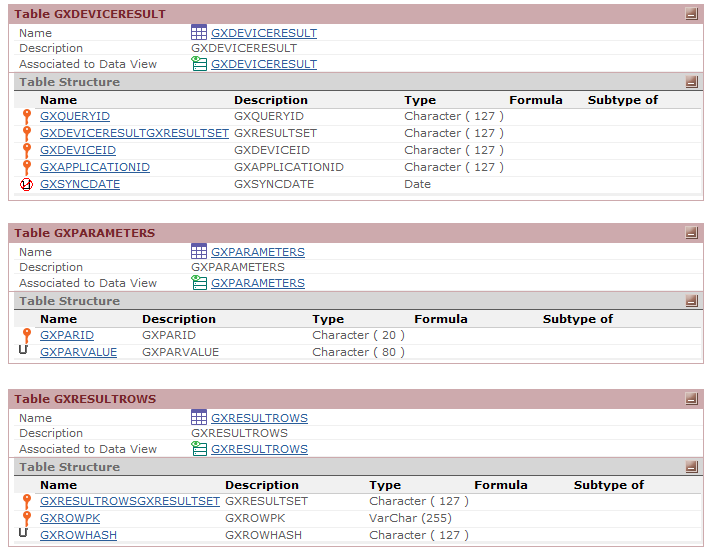 Table GXDEVICERESULT
Name GXDEVICERESULT
Description GXDEVICERESULT
Associated to Data View GXDEVICERESULT
Table Structure
Name Description Type Formula Subtype of
GXQUERYID GXQUERYID Character ( 127 )
GXDEVICERESULTGXRESULTSET GXRESULTSET Character ( 127 )
GXDEVICEID GXDEVICEID Character ( 127 )
GXAPPLICATIONID GXAPPLICATIONID Character ( 127 )
GXSYNCDATE GXSYNCDATE Date
Table GXPARAMETERS
Name GXPARAMETERS
Description GXPARAMETERS
Associated to Data View GXPARAMETERS
Table Structure
Name Description Type Formula Subtype of
GXPARID GXPARID Character ( 20 )
GXPARVALUE GXPARVALUE Character ( 80 )
Table GXRESULTROWS
Name GXRESULTROWS
Description GXRESULTROWS
Associated to Data View GXRESULTROWS
Table Structure
Name Description Type Formula Subtype of
GXRESULTROWSGXRESULTSET GXRESULTSET Character ( 127 )
GXROWPK GXROWPK VarChar (255)
GXROWHASH GXROWHASH Character ( 127 )